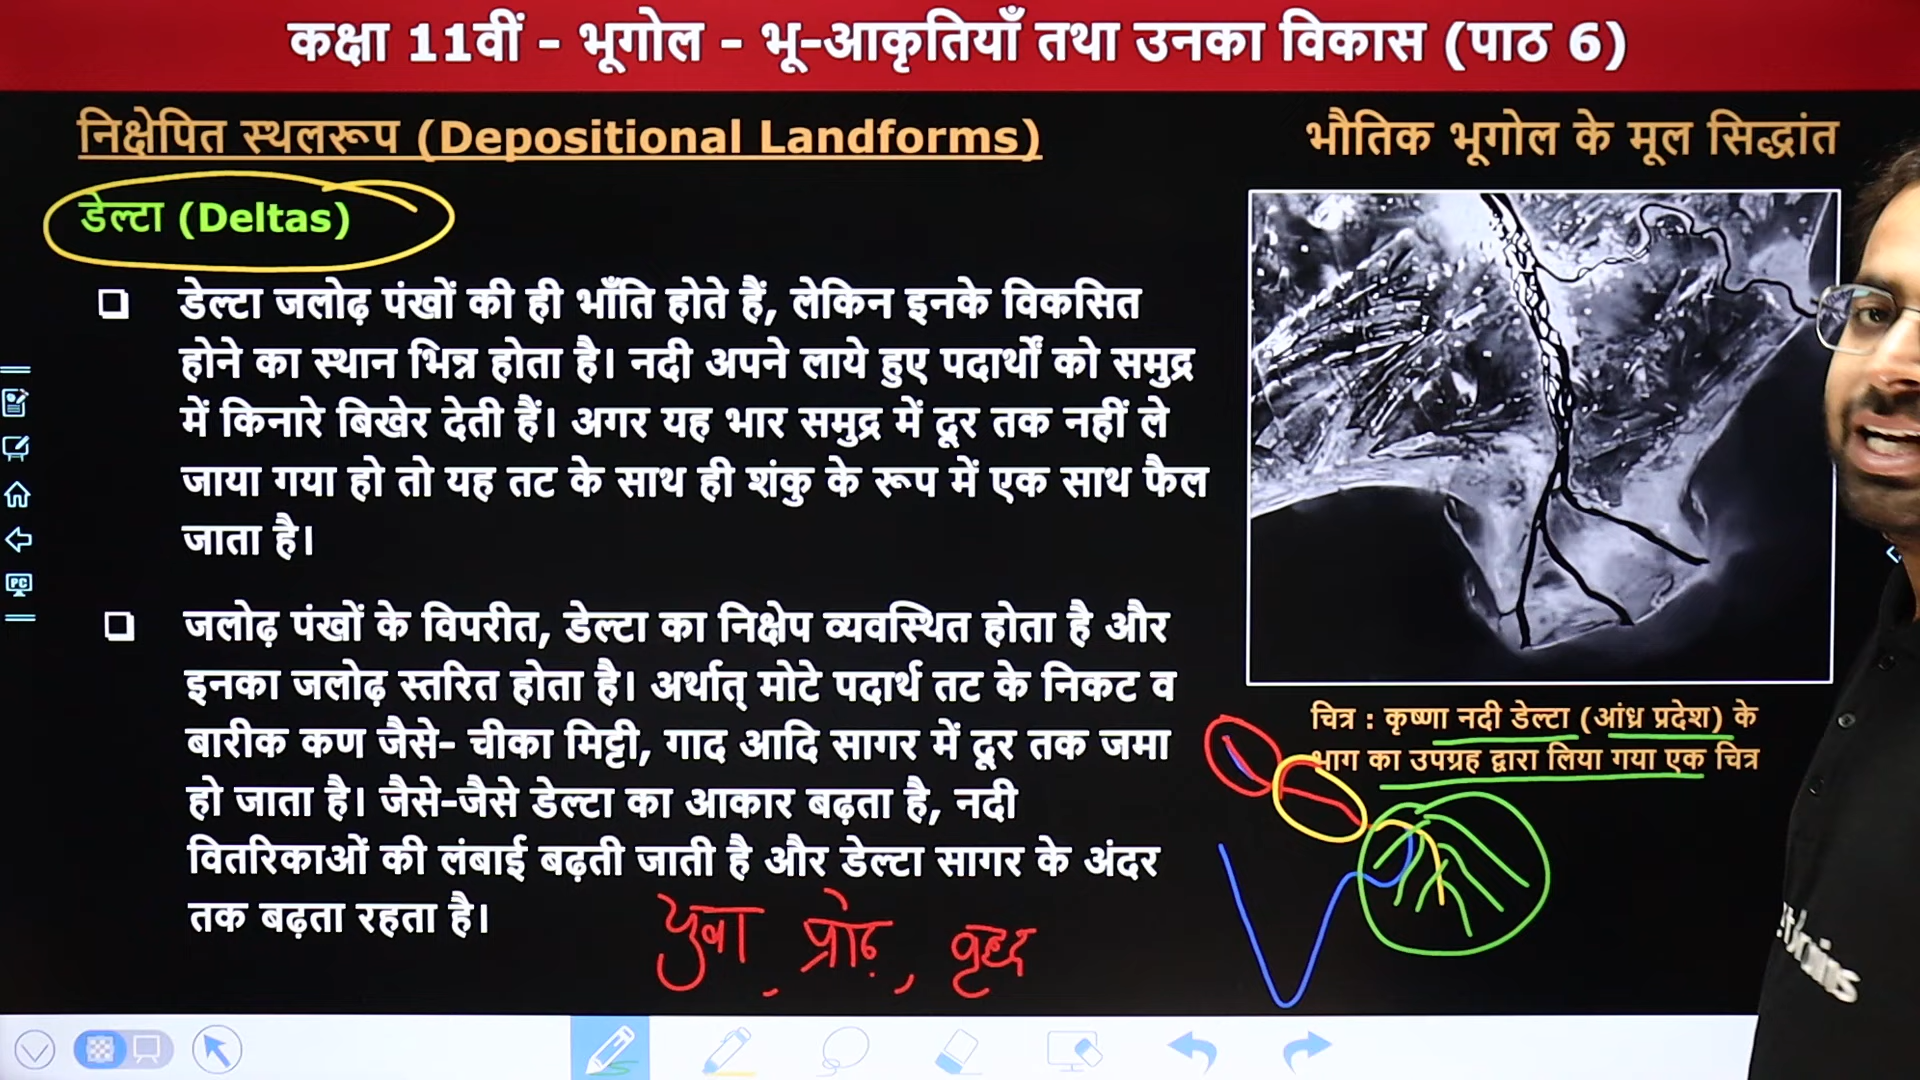 कक्षा 11वीं - भूगोल - भू-आकृतियाँ तथा उनका विकास (पाठ 6)
निक्षेपित स्थलरूप (Depositional Landforms)
डेल्टा (Deltas)
डेल्टा जलोढ़ पंखों की ही भाँति होते हैं, लेकिन इनके विकसित
होने का स्थान भिन्न होता है। नदी अपने लाये हुए पदार्थों को समुद्र
में किनारे बिखेर देती हैं। अगर यह भार समुद्र में दूर तक नहीं ले
जाया गया हो तो यह तट के साथ ही शंकु के रूप में एक साथ फैल
जाता है।
जलोढ़ पंखों के विपरीत, डेल्टा का निक्षेप व्यवस्थित होता है और
इनका जलोढ़ स्तरित होता है। अर्थात् मोटे पदार्थ तट के निकट व
बारीक कण जैसे- चीका मिट्टी, गाद आदि सागर में दूर तक जमा
हो जाता है। जैसे-जैसे डेल्टा का आकार बढ़ता है, नदी
वितरिकाओं की लंबाई बढ़ती जाती है और डेल्टा सागर के अंदर
तक बढ़ता रहता है।
युवा, प्रौढ़, वृद्ध
भौतिक भूगोल के मूल सिद्धांत
चित्र : कृष्णा नदी डेल्टा (आंध्र प्रदेश) के
भाग का उपग्रह द्वारा लिया गया एक चित्र
PC